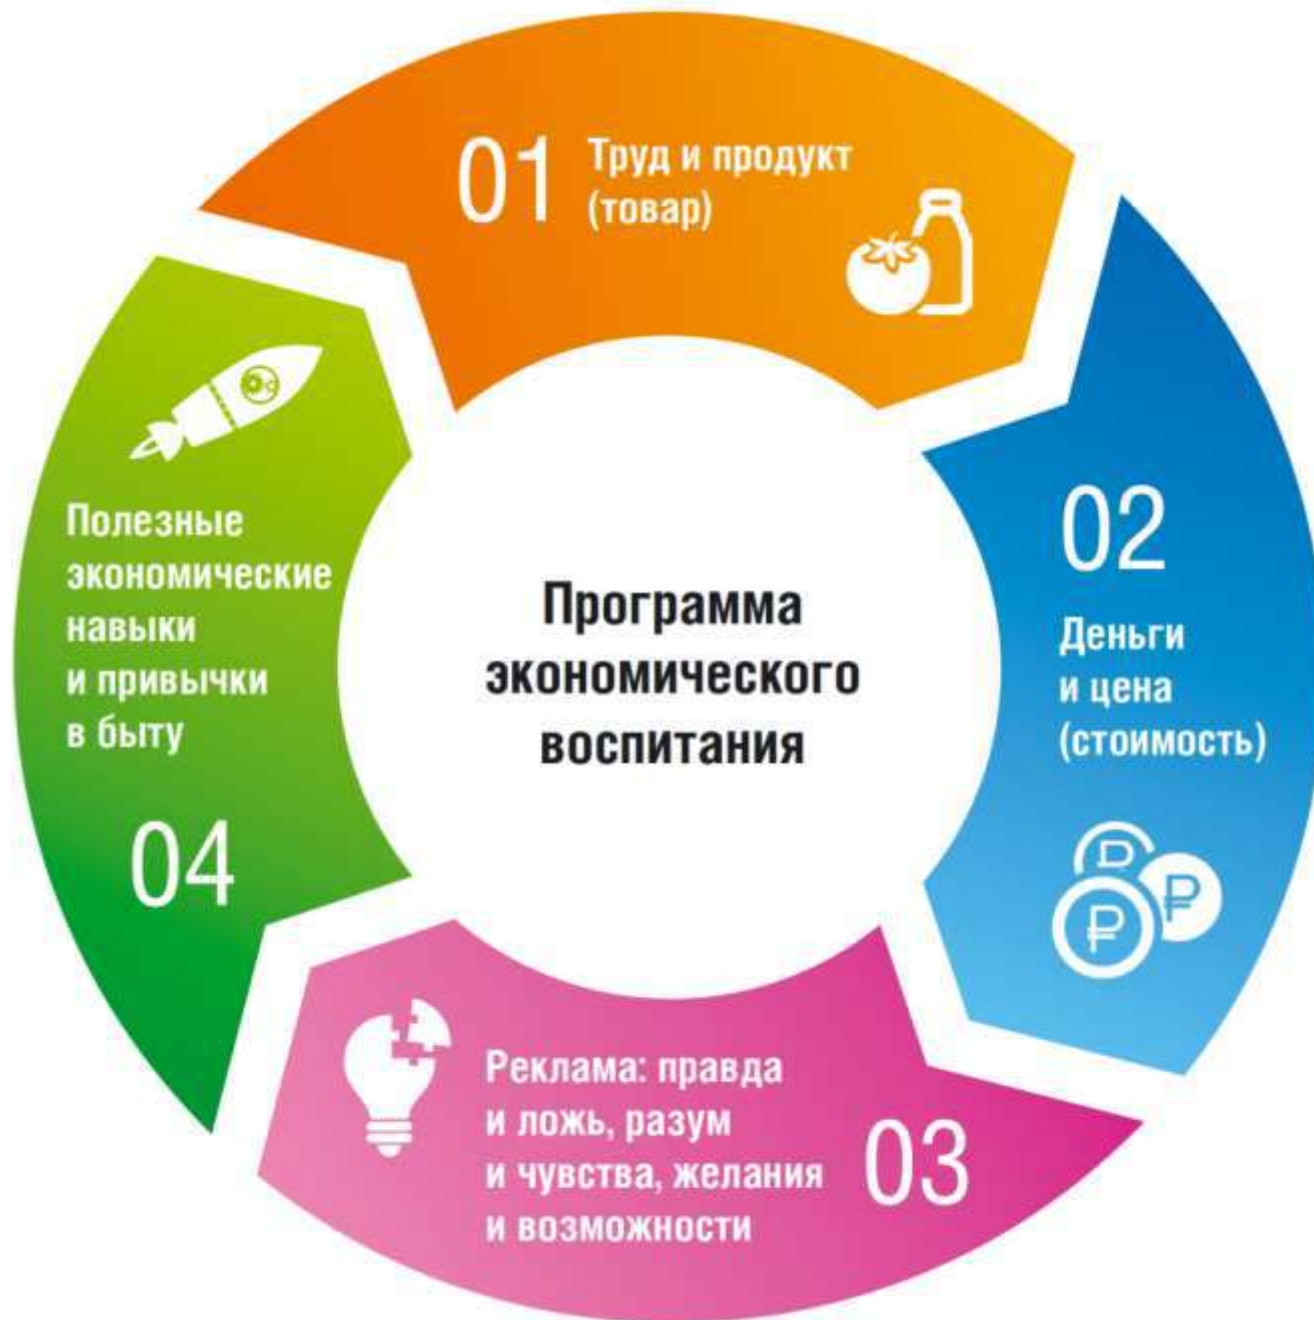 01
Труд и продукт
(товар)
02
Деньги
и цена
(стоимость)
Реклама: правда
и ложь, разум
и чувства, желания
и возможности
03
Полезные
экономические
навыки
и привычки
в быту
04
Программа
экономического
воспитания